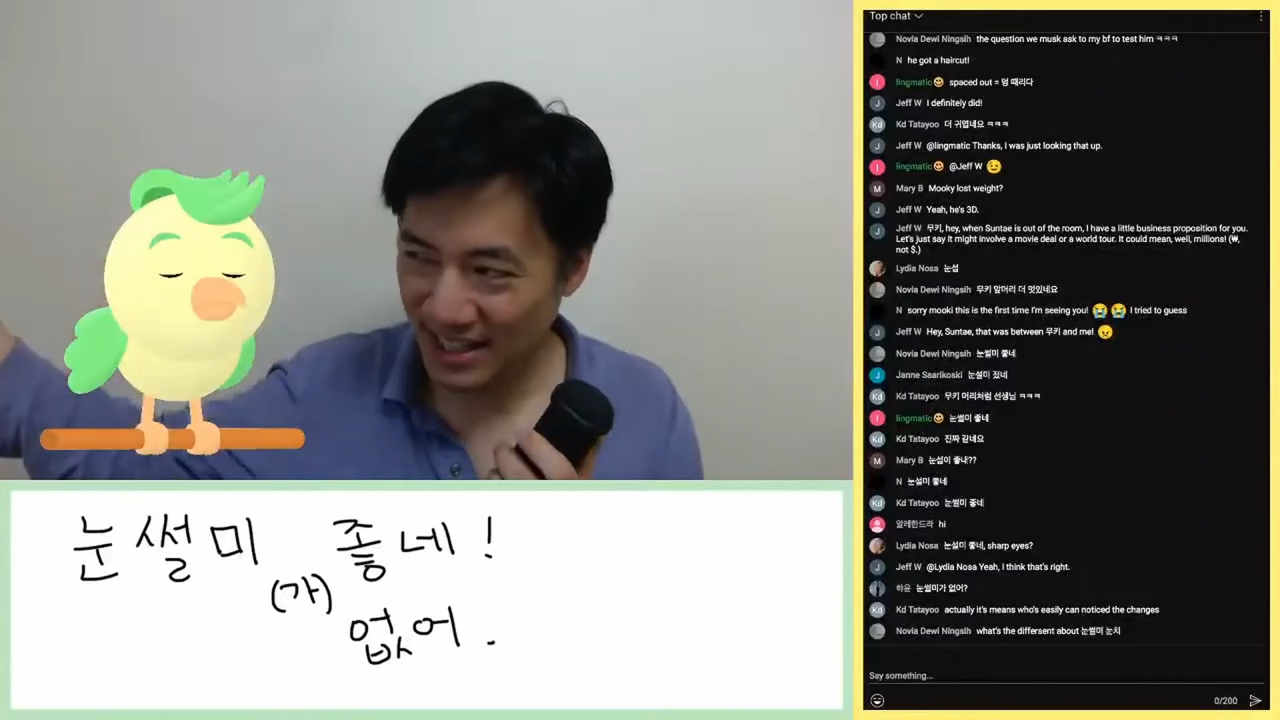 눈썰미 좋네!
(가)
없어.
Top chat
Novia Dewi Ningsih the question we musk ask to my bf to test him ㅋㅋㅋ
N he got a haircut!
lingmatic spaced out = 멍 때리다
Jeff W I definitely did!
Kd Tatayoo 더 귀엽네요 ㅋㅋㅋ
Jeff W @lingmatic Thanks, I was just looking that up.
lingmatic @Jeff W
Mary B Mooky lost weight?
Jeff W Yeah, he's 3D.
Jeff W 무키, hey, when Suntae is out of the room, I have a little business proposition for you.
Let's just say it might involve a movie deal or a world tour. It could mean, well, millions! (₩,
not $.)
Lydia Nosa 눈섭
Novia Dewi Ningsih 무키 앞머리 더 멋있네요
N sorry mooki this is the first time I'm seeing you! 😭 😭 I tried to guess
Jeff W Hey, Suntae, that was between 무키 and me! 😠
Novia Dewi Ningsih 눈썰미 좋네
Janne Saarikoski 눈설미 젔네
Kd Tatayoo 무키 머리처럼 선생님 ㅋㅋㅋ
lingmatic 눈썰미 좋네
Kd Tatayoo 진짜 같네요
Mary B 눈섭이 좋내??
N 눈설미 좋네
Kd Tatayoo 눈썰미 좋네
알레한드라 hi
Lydia Nosa 눈설미 좋네, sharp eyes?
Jeff W @Lydia Nosa Yeah, I think that's right.
하윤 눈썰미가 없어?
Kd Tatayoo actually it's means who's easily can noticed the changes
Novia Dewi Ningsih what's the differsent about 눈썰미 눈치
Say something...
0/200